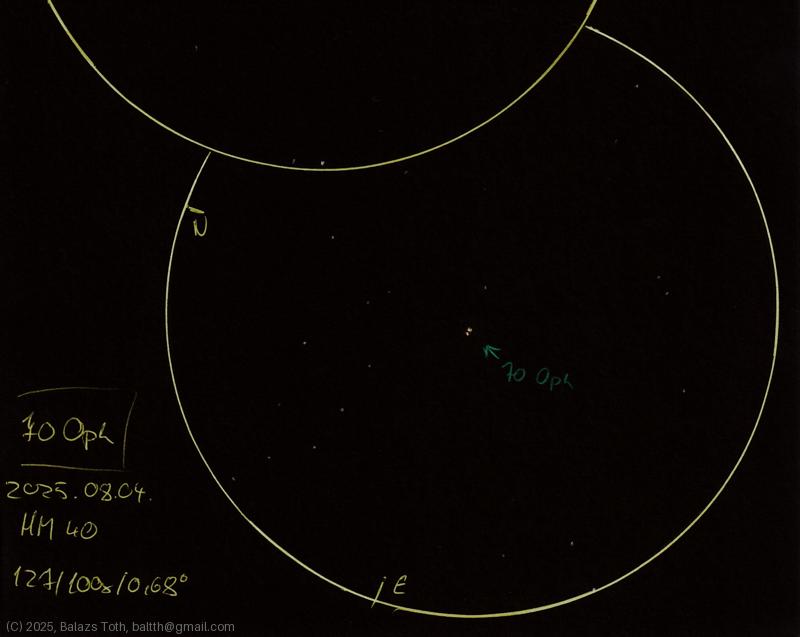 N
70 Oph
70 Oph
2025.08.04.
HM 40
127/100x/0,68°
E
(C) 2025, Balazs Toth, baltth@gmail.com